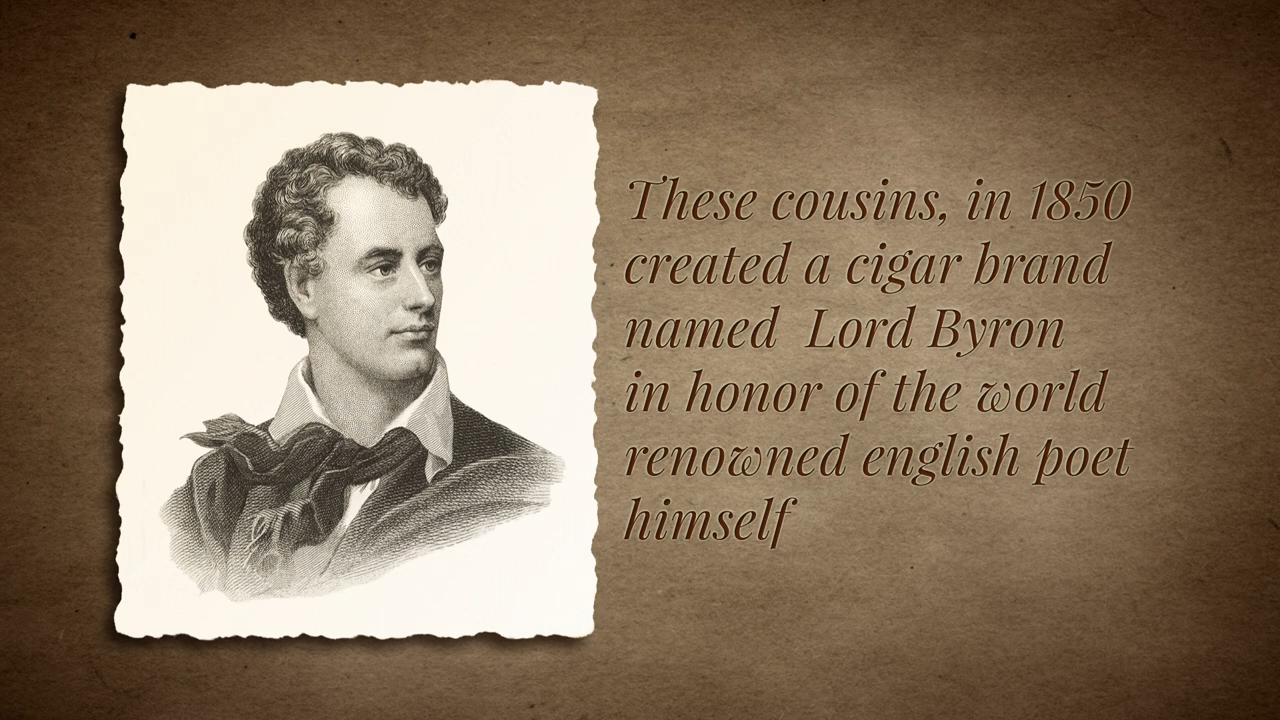 These cousins, in 1850
created a cigar brand
named Lord Byron
in honor of the world
renowned english poet
himself